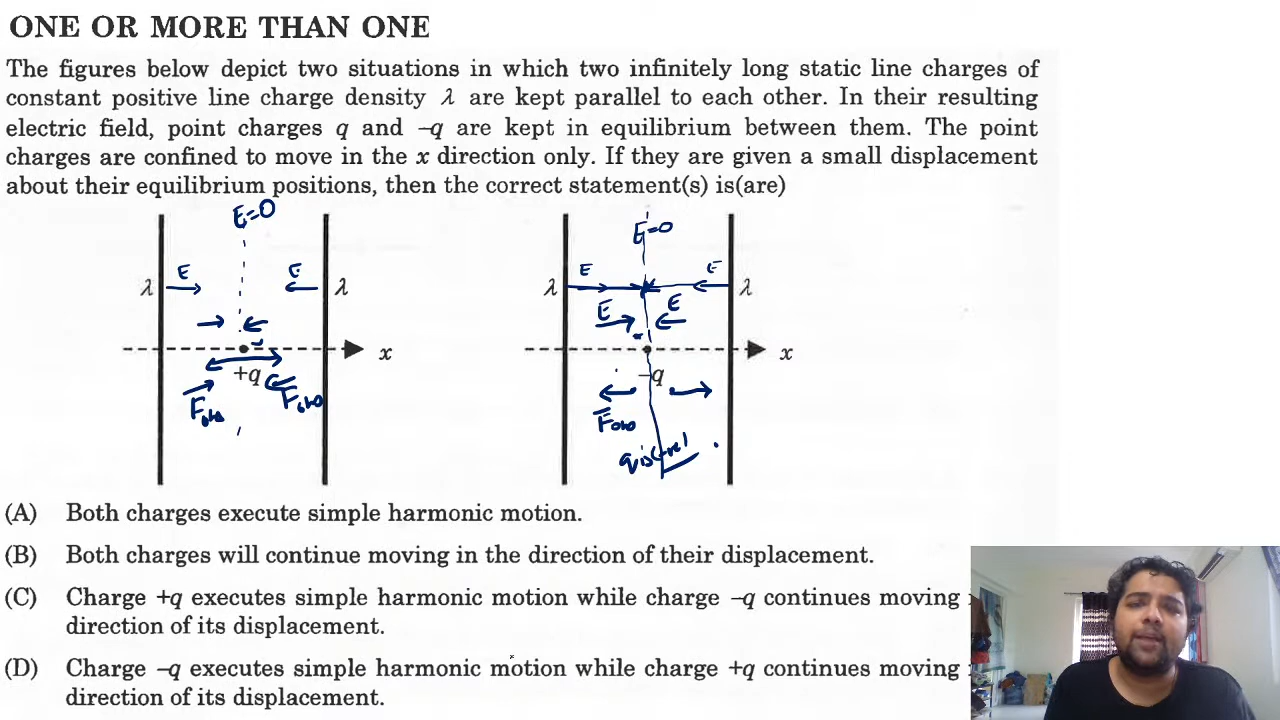 ONE OR MORE THAN ONE
The figures below depict two situations in which two infinitely long static line charges of
constant positive line charge density λ are kept parallel to each other. In their resulting
electric field, point charges q and –q are kept in equilibrium between them. The point
charges are confined to move in the x direction only. If they are given a small displacement
about their equilibrium positions, then the correct statement(s) is(are)
E=0 E=0
E E E E
λ λ λ λ
E E
x x
+q –q
(A) Both charges execute simple harmonic motion.
(B) Both charges will continue moving in the direction of their displacement.
(C) Charge +q executes simple harmonic motion while charge –q continues moving
direction of its displacement.
(D) Charge –q executes simple harmonic motion while charge +q continues moving
direction of its displacement.